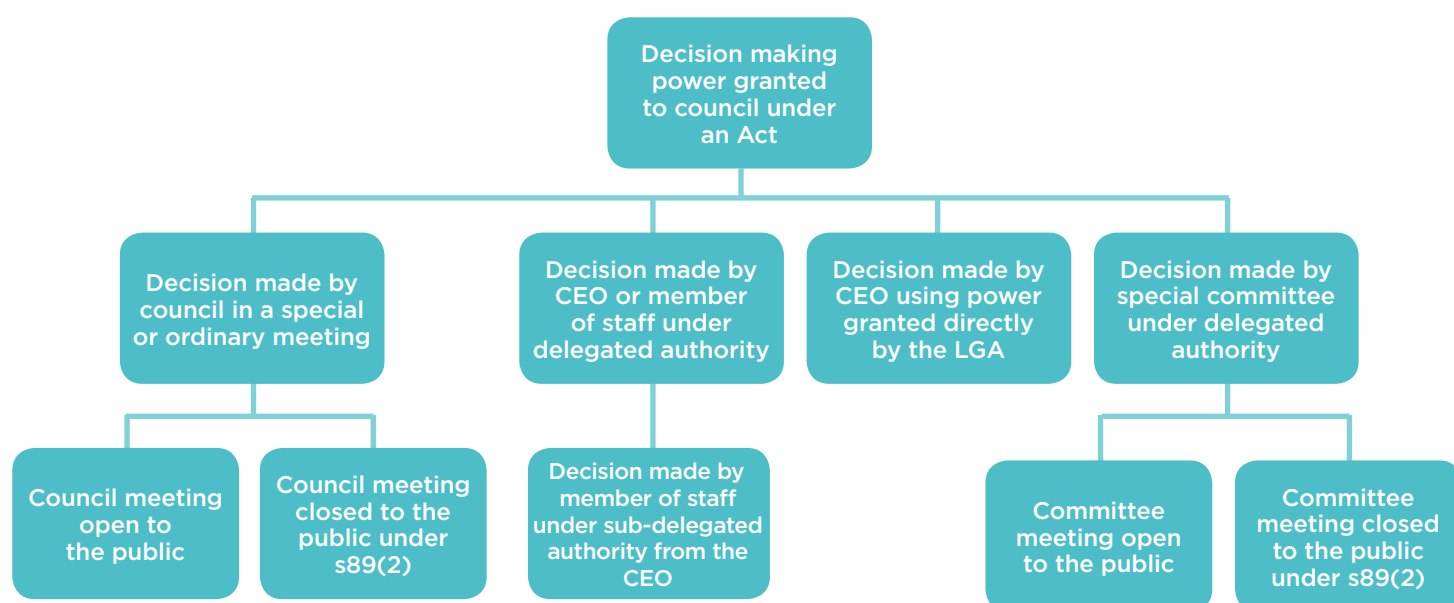 Decision making
power granted
to council under
an Act
Decision made by
council in a special
or ordinary meeting
Decision made by
CEO or member
of staff under
delegated authority
Decision made by
CEO using power
granted directly
by the LGA
Decision made by
special committee
under delegated
authority
Council meeting
open to
the public
Council meeting
closed to the
public under
s89(2)
Decision made by
member of staff
under sub-delegated
authority from the
CEO
Committee
meeting open
to the public
Committee
meeting closed
to the public
under s89(2)